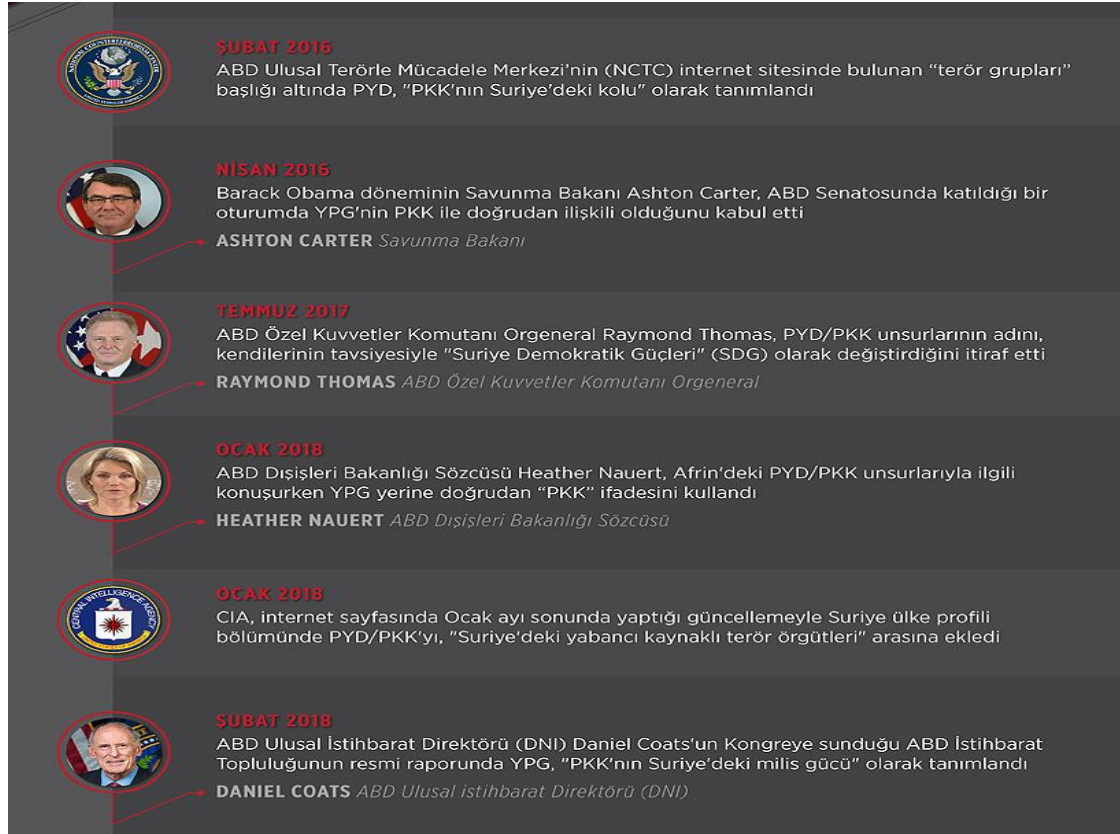 ŞUBAT 2016
ABD Ulusal Terörle Mücadele Merkezi'nin (NCTC) internet sitesinde bulunan “terör grupları”
başlığı altında PYD, "PKK'nın Suriye'deki kolu" olarak tanımlandı
NİSAN 2016
Barack Obama döneminin Savunma Bakanı Ashton Carter, ABD Senatosunda katıldığı bir
oturumda YPG'nin PKK ile doğrudan ilişkili olduğunu kabul etti
ASHTON CARTER Savunma Bakanı
TEMMUZ 2017
ABD Özel Kuvvetler Komutanı Orgeneral Raymond Thomas, PYD/PKK unsurlarının adını,
kendilerinin tavsiyesiyle "Suriye Demokratik Güçleri" (SDG) olarak değiştirdiğini itiraf etti
RAYMOND THOMAS ABD Özel Kuvvetler Komutanı Orgeneral
OCAK 2018
ABD Dışişleri Bakanlığı Sözcüsü Heather Nauert, Afrin'deki PYD/PKK unsurlarıyla ilgili
konuşurken YPG yerine doğrudan “PKK” ifadesini kullandı
HEATHER NAUERT ABD Dışişleri Bakanlığı Sözcüsü
CENTRAL INTELLIGENCE AGENCY
OCAK 2018
CIA, internet sayfasında Ocak ayı sonunda yaptığı güncellemeyle Suriye ülke profili
bölümünde PYD/PKK'yı, "Suriye'deki yabancı kaynaklı terör örgütleri" arasına ekledi
ŞUBAT 2018
ABD Ulusal İstihbarat Direktörü (DNI) Daniel Coats'un Kongreye sunduğu ABD İstihbarat
Topluluğunun resmi raporunda YPG, "PKK'nın Suriye'deki milis gücü" olarak tanımlandı
DANIEL COATS ABD Ulusal istihbarat Direktörü (DNI)